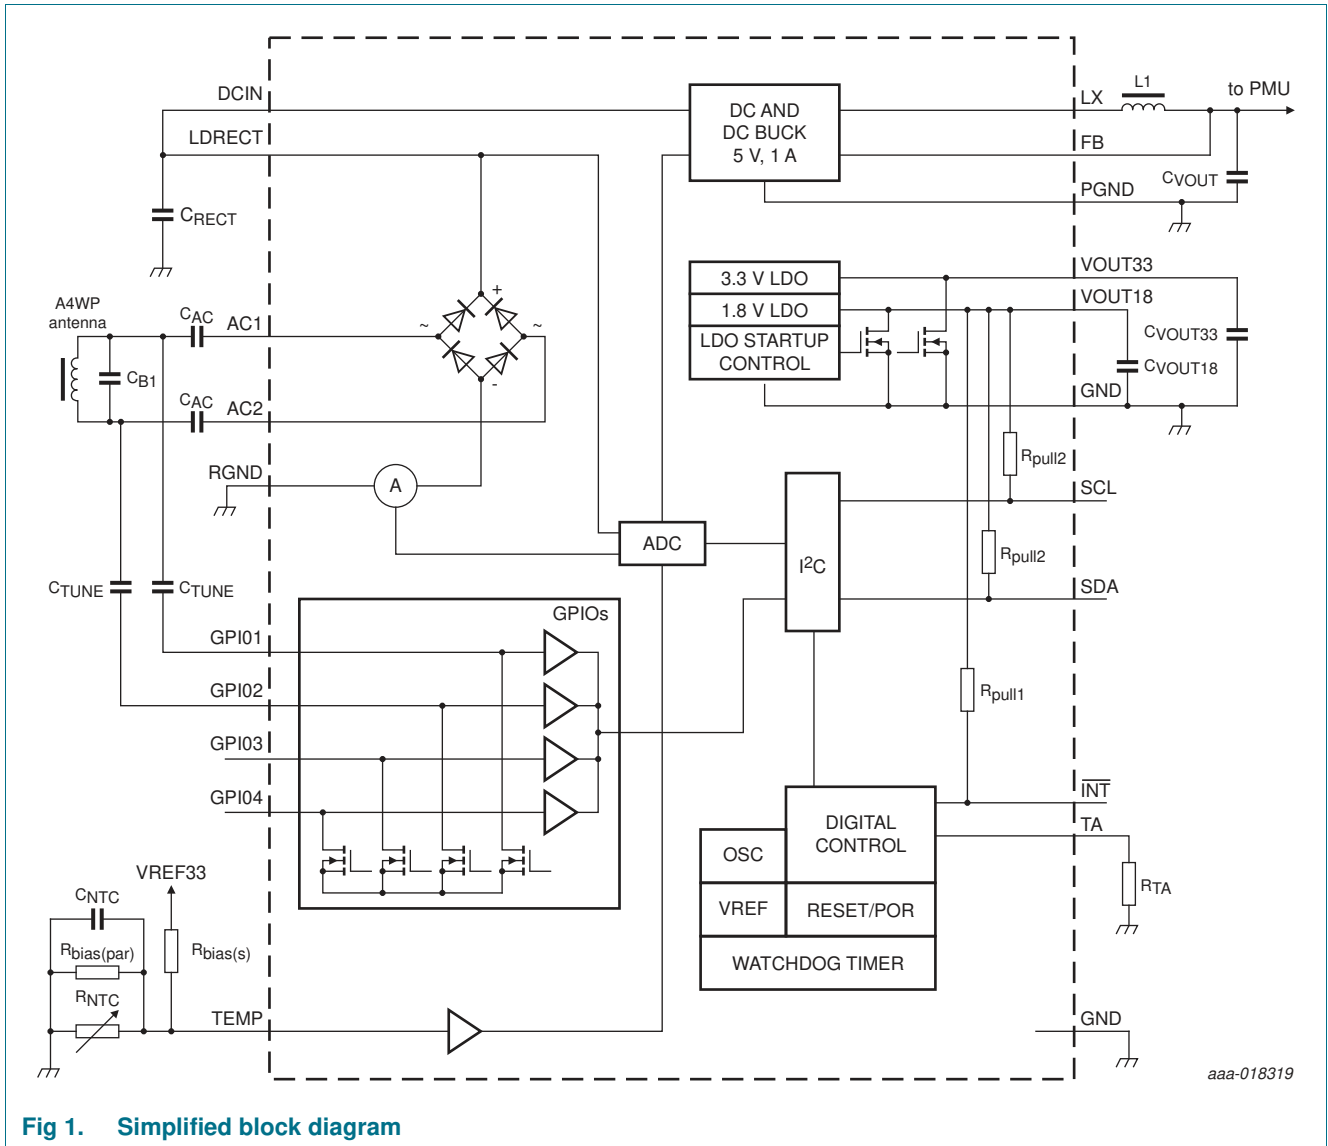 DCIN
LDRECT
CRECT
DC AND
DC BUCK
5 V, 1 A
LX
L1
to PMU
FB
CVOUT
PGND
3.3 V LDO
1.8 V LDO
LDO STARTUP
CONTROL
VOUT33
VOUT18
CVOUT33
CVOUT18
GND
A4WP
antenna
CAC
AC1
CB1
CAC
AC2
~
+
~
-
RGND
A
ADC
I2C
Rpull2
SCL
Rpull2
SDA
Rpull1
CTUNE
CTUNE
GPIOs
GPI01
GPI02
GPI03
GPI04
INT
TA
RTA
DIGITAL
CONTROL
OSC
VREF
RESET/POR
WATCHDOG TIMER
VREF33
CNTC
Rbias(par)
Rbias(s)
RNTC
TEMP
GND
aaa-018319
Fig 1. Simplified block diagram